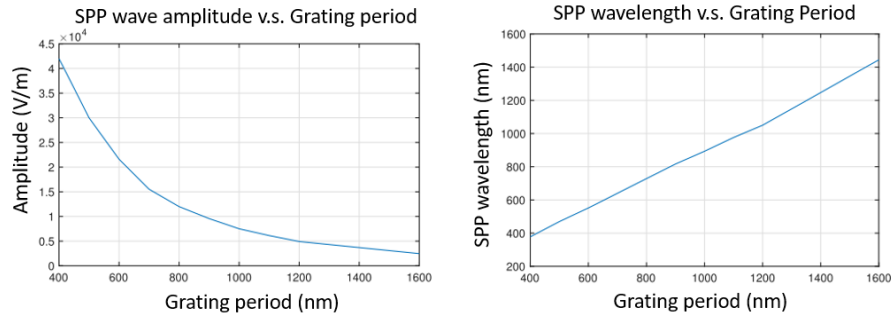 SPP wave amplitude v.s. Grating period
×10⁴
4.5
4
3.5
3
2.5
2
1.5
1
0.5
0
400 600 800 1000 1200 1400 1600
Amplitude (V/m)
Grating period (nm)
SPP wavelength v.s. Grating Period
1600
1400
1200
1000
800
600
400
200
400 600 800 1000 1200 1400 1600
SPP wavelength (nm)
Grating period (nm)